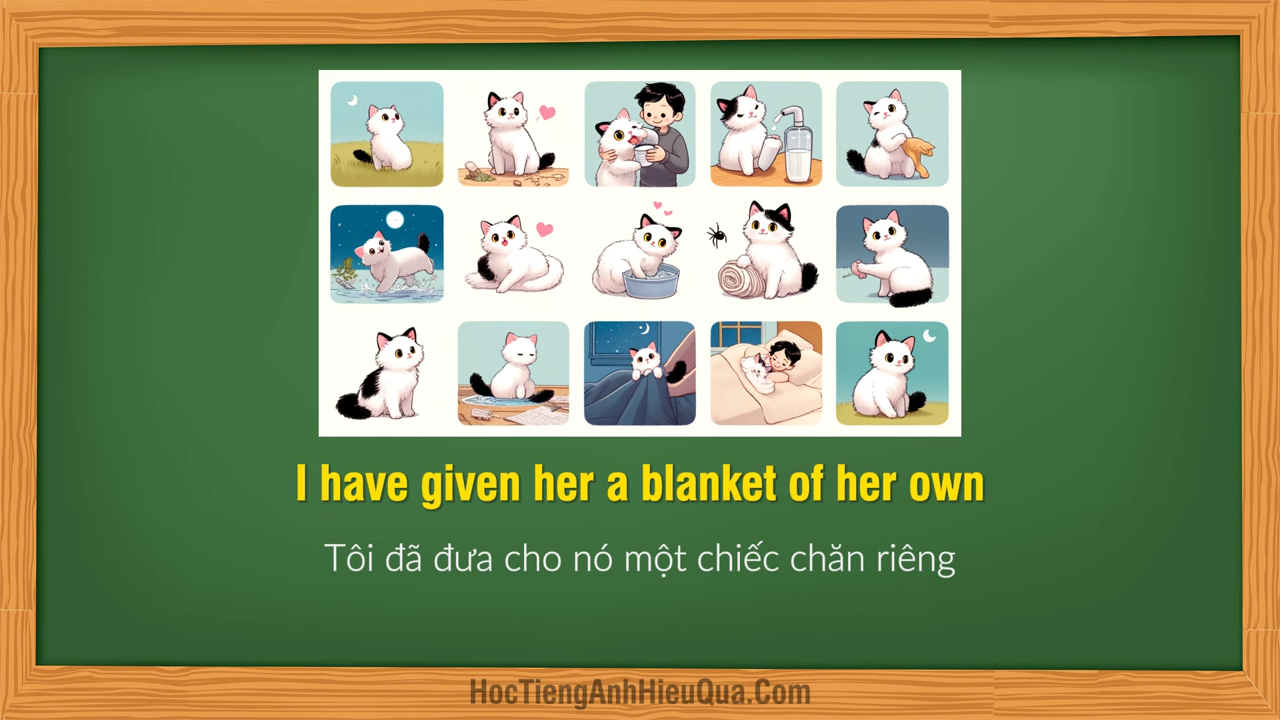 I have given her a blanket of her own
Tôi đã đưa cho nó một chiếc chăn riêng
HocTiengAnhHieuQua.Com